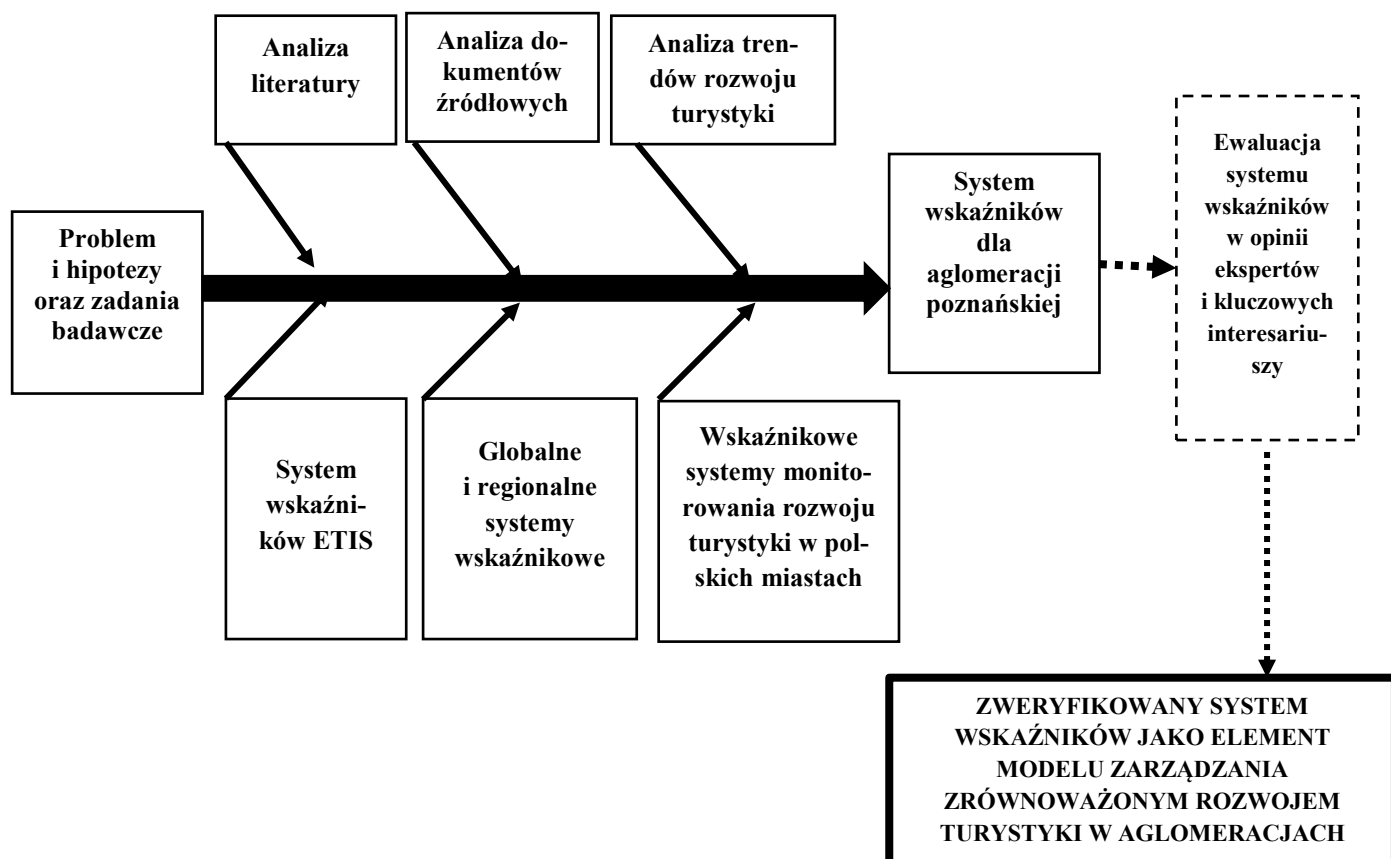 Analiza
literatury
Analiza do-
kumentów
źródłowych
Analiza tren-
dów rozwoju
turystyki
Problem
i hipotezy
oraz zadania
badawcze
System
wskaźników
dla
aglomeracji
poznańskiej
Ewaluacja
systemu
wskaźników
w opinii
ekspertów
i kluczowych
interesariu-
szy
System
wskaźni-
ków ETIS
Globalne
i regionalne
systemy
wskaźnikowe
Wskaźnikowe
systemy monito-
rowania rozwoju
turystyki w pol-
skich miastach
ZWERYFIKOWANY SYSTEM
WSKAŹNIKÓW JAKO ELEMENT
MODELU ZARZĄDZANIA
ZRÓWNOWAŻONYM ROZWOJEM
TURYSTYKI W AGLOMERACJACH